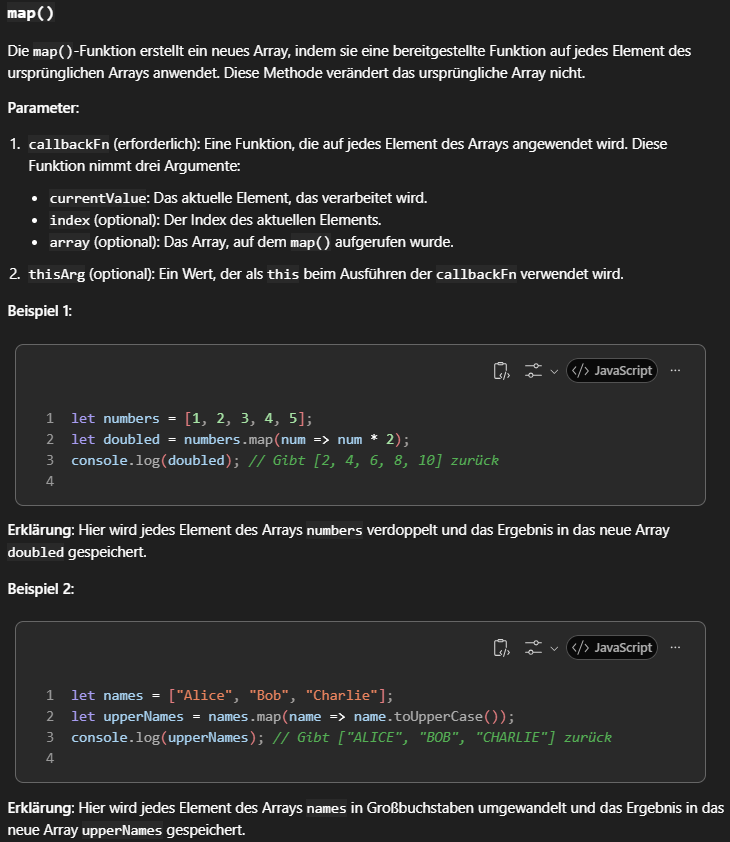 map()
Die map()-Funktion erstellt ein neues Array, indem sie eine bereitgestellte Funktion auf jedes Element des
ursprünglichen Arrays anwendet. Diese Methode verändert das ursprüngliche Array nicht.
Parameter:
1. callbackFn (erforderlich): Eine Funktion, die auf jedes Element des Arrays angewendet wird. Diese
Funktion nimmt drei Argumente:
• currentValue: Das aktuelle Element, das verarbeitet wird.
• index (optional): Der Index des aktuellen Elements.
• array (optional): Das Array, auf dem map() aufgerufen wurde.
2. thisArg (optional): Ein Wert, der als this beim Ausführen der callbackFn verwendet wird.
Beispiel 1:
</> JavaScript ...
1 let numbers = [1, 2, 3, 4, 5];
2 let doubled = numbers.map(num => num * 2);
3 console.log(doubled); // Gibt [2, 4, 6, 8, 10] zurück
4
Erklärung: Hier wird jedes Element des Arrays numbers verdoppelt und das Ergebnis in das neue Array
doubled gespeichert.
Beispiel 2:
</> JavaScript ...
1 let names = ["Alice", "Bob", "Charlie"];
2 let upperNames = names.map(name => name.toUpperCase());
3 console.log(upperNames); // Gibt ["ALICE", "BOB", "CHARLIE"] zurück
4
Erklärung: Hier wird jedes Element des Arrays names in Großbuchstaben umgewandelt und das Ergebnis in das
neue Array upperNames gespeichert.